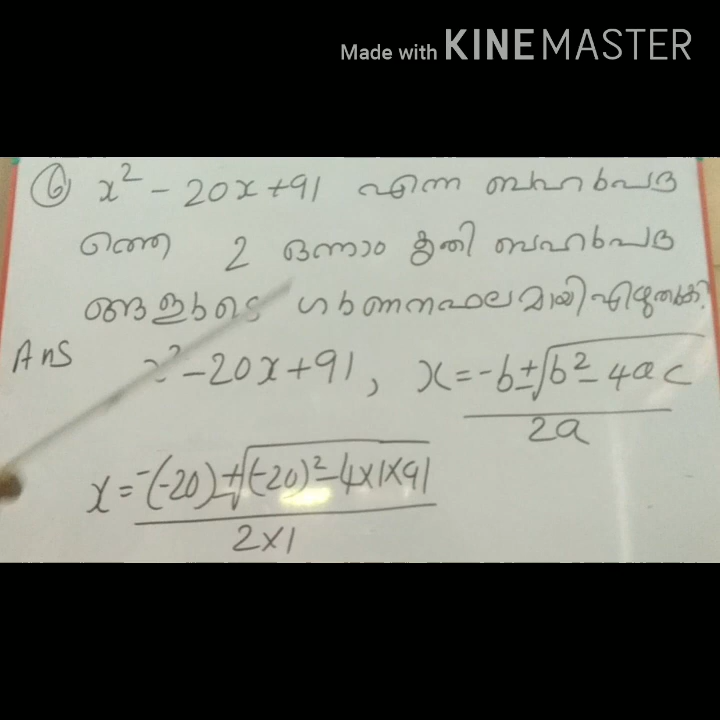 Made with KINEMASTER
⑥ x² - 20x + 91 എന്ന ബഹുപദ
ത്തെ 2 ഒന്നാം കൃതി ബഹുപദ
ങ്ങളുടെ ഗുണനഫലമായി എഴുതുക?
Ans x² - 20x + 91, x = -b ± √b² - 4ac / 2a
x = -(-20) ± √(-20)² - 4×1×91 / 2×1